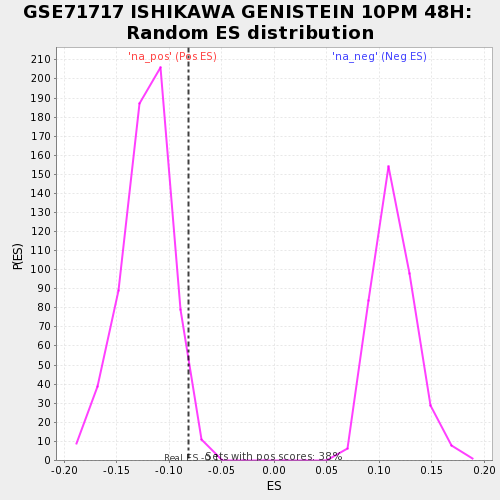 GSE71717 ISHIKAWA GENISTEIN 10PM 48H:
Random ES distribution
'na_pos' (Pos ES)
'na_neg' (Neg ES)
P(ES)
210
200
190
180
170
160
150
140
130
120
110
100
90
80
70
60
50
40
30
20
10
0
Real ES
Sets with pos scores: 38%
-0.20 -0.15 -0.10 -0.05 0.00 0.05 0.10 0.15 0.20
ES